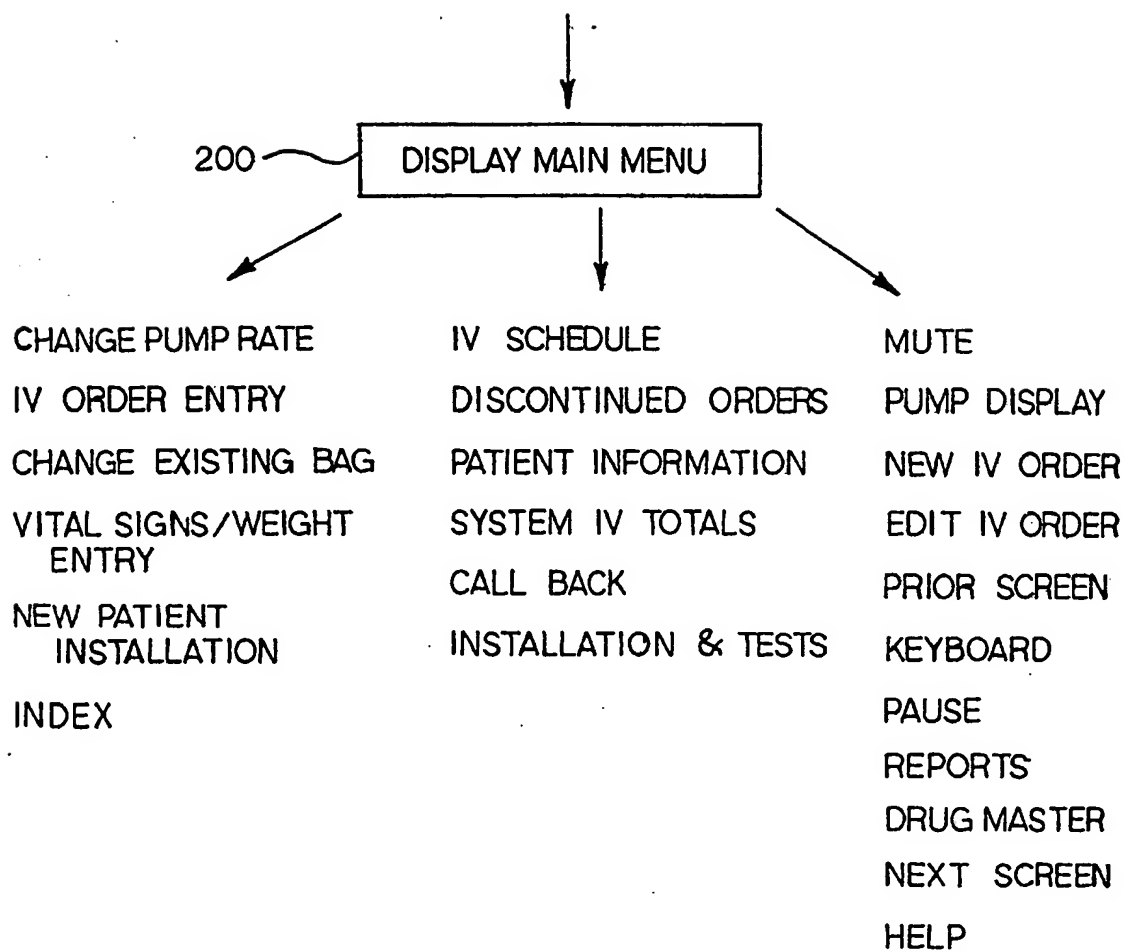 200
DISPLAY MAIN MENU
CHANGE PUMP RATE
IV ORDER ENTRY
CHANGE EXISTING BAG
VITAL SIGNS/WEIGHT
ENTRY
NEW PATIENT
INSTALLATION
INDEX
IV SCHEDULE
DISCONTINUED ORDERS
PATIENT INFORMATION
SYSTEM IV TOTALS
CALL BACK
INSTALLATION & TESTS
MUTE
PUMP DISPLAY
NEW IV ORDER
EDIT IV ORDER
PRIOR SCREEN
KEYBOARD
PAUSE
REPORTS
DRUG MASTER
NEXT SCREEN
HELP